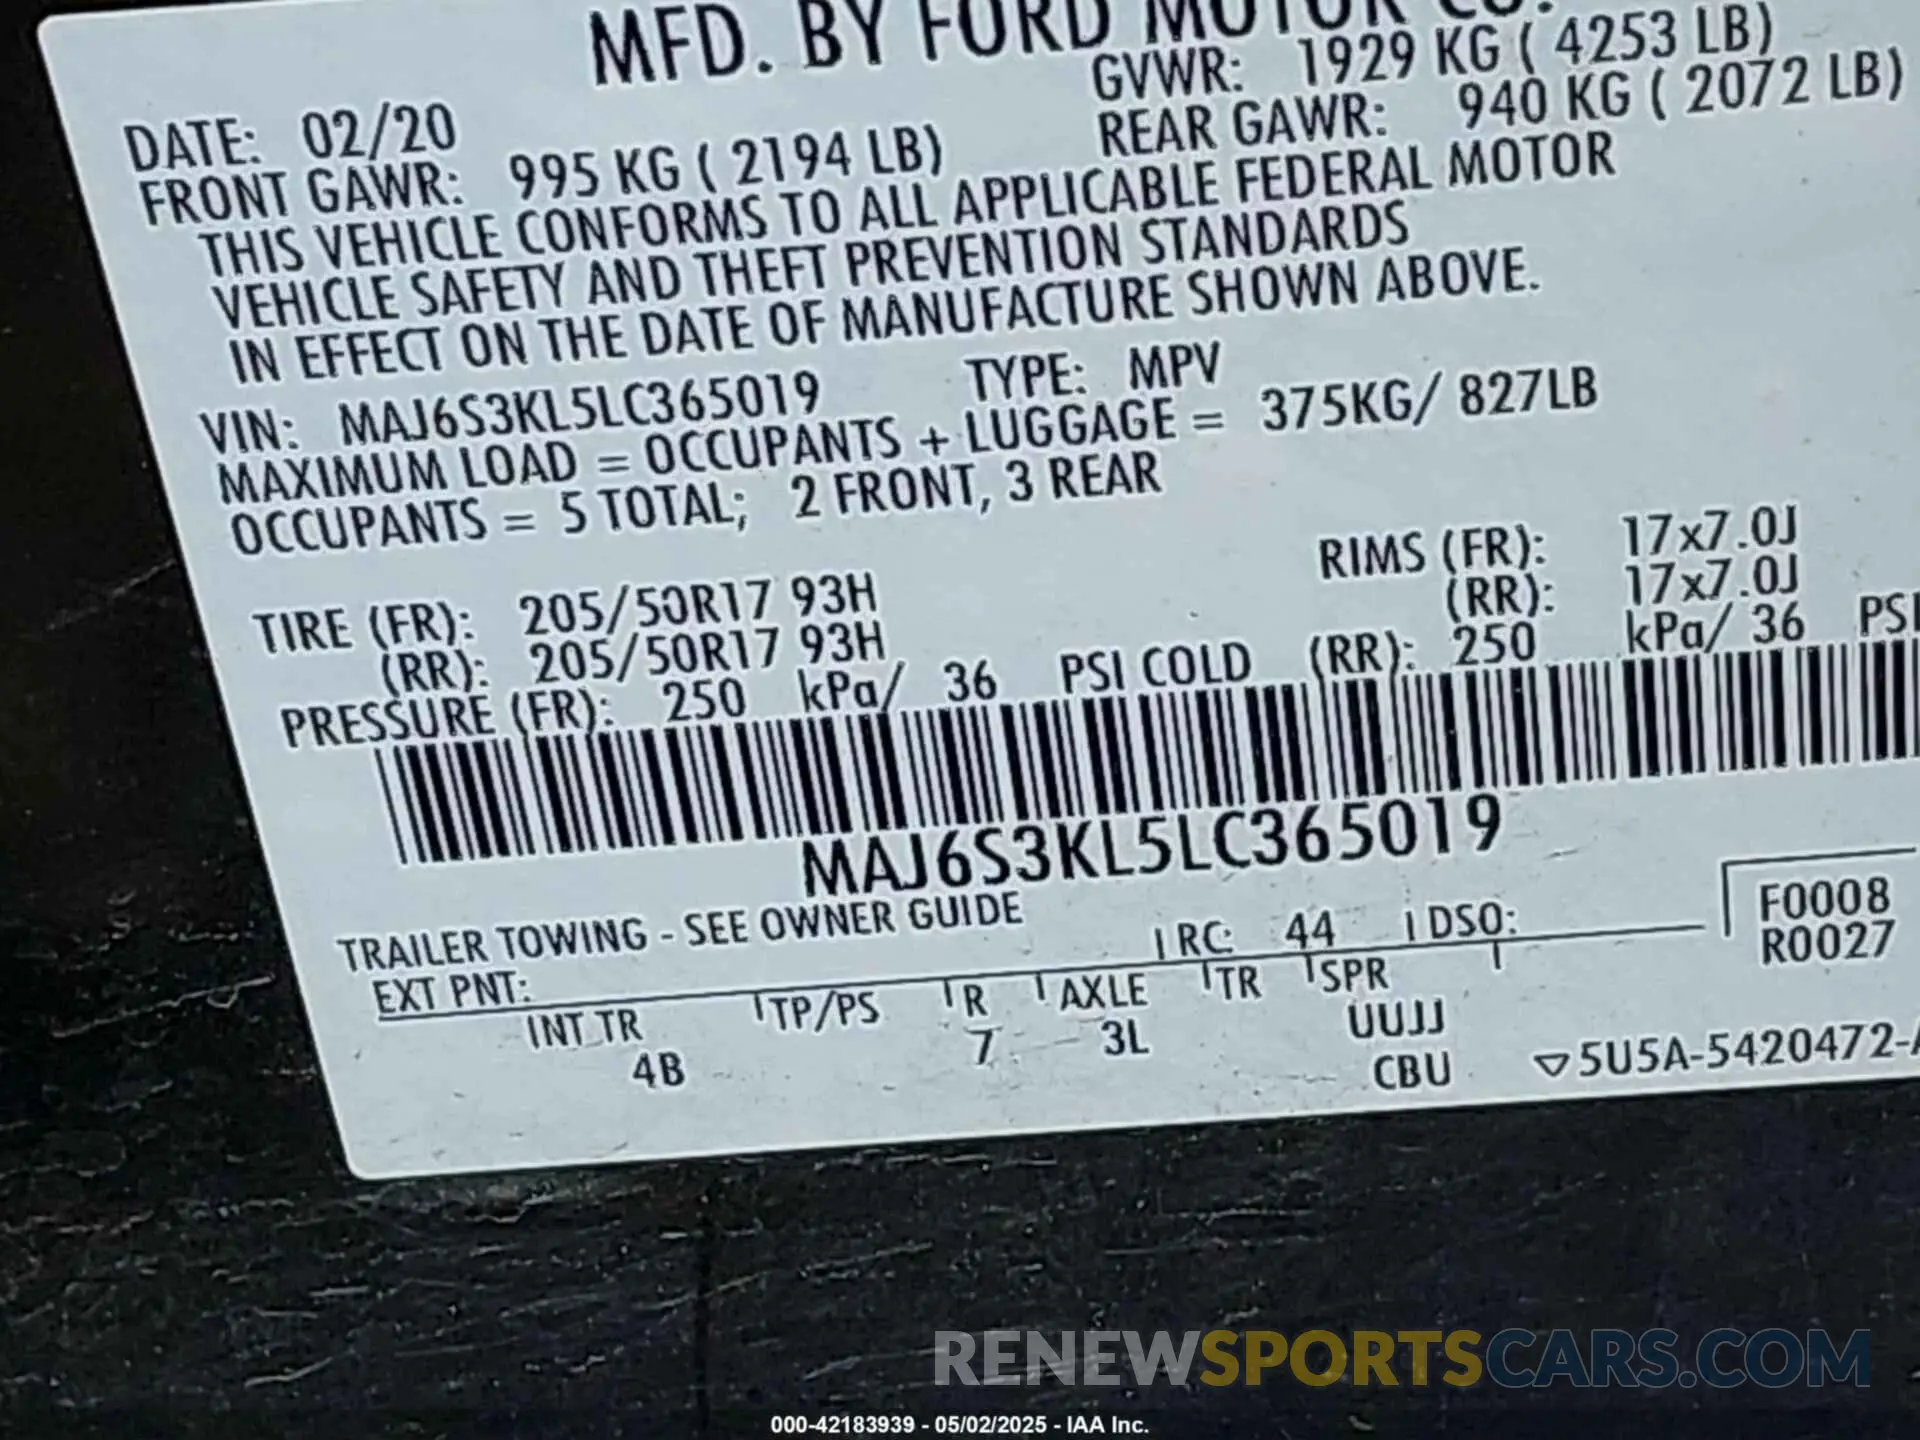 MFD. BY FORD MOTOR CO.
DATE: 02/20 GVWR: 1929 KG ( 4253 LB)
FRONT GAWR: 995 KG ( 2194 LB) REAR GAWR: 940 KG ( 2072 LB)
THIS VEHICLE CONFORMS TO ALL APPLICABLE FEDERAL MOTOR
VEHICLE SAFETY AND THEFT PREVENTION STANDARDS
IN EFFECT ON THE DATE OF MANUFACTURE SHOWN ABOVE.
VIN: MAJ6S3KL5LC365019 TYPE: MPV
MAXIMUM LOAD = OCCUPANTS + LUGGAGE = 375KG/ 827LB
OCCUPANTS = 5 TOTAL; 2 FRONT, 3 REAR
TIRE (FR): 205/50R17 93H RIMS (FR): 17x7.0J
(RR): 205/50R17 93H (RR): 17x7.0J
PRESSURE (FR): 250 kPa/ 36 PSI COLD (RR): 250 kPa/ 36 PSI
MAJ6S3KL5LC365019
TRAILER TOWING - SEE OWNER GUIDE
F0008
EXT PNT: RC: 44 DSO: R0027
INT TR TP/PS R AXLE TR SPR
4B 7 3L UUJJ
CBU 5U5A-5420472-A
RENEWSPORTSCARS.COM
000-42183939 - 05/02/2025 - IAA Inc.